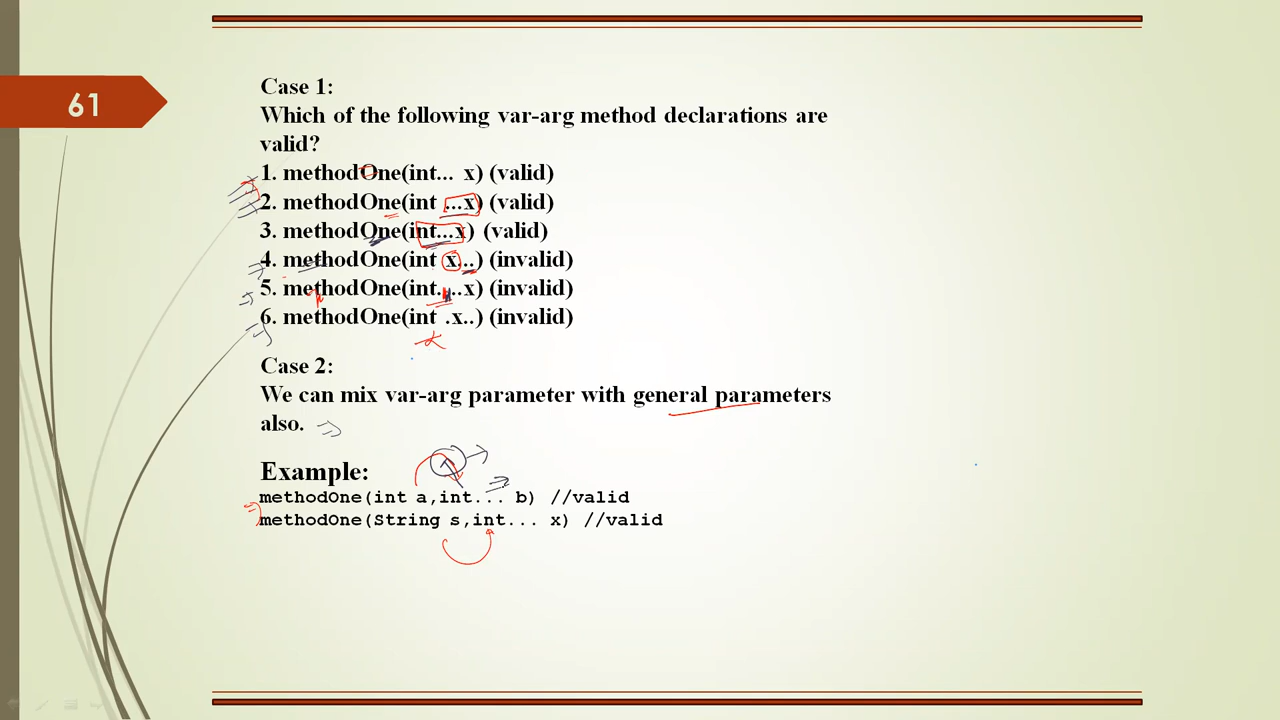 61
Case 1:
Which of the following var-arg method declarations are
valid?
1. methodOne(int... x) (valid)
2. methodOne(int ...x) (valid)
3. methodOne(int...x) (valid)
4. methodOne(int x...) (invalid)
5. methodOne(int. ..x) (invalid)
6. methodOne(int .x..) (invalid)
Case 2:
We can mix var-arg parameter with general parameters
also.
Example:
methodOne(int a,int... b) //valid
methodOne(String s,int... x) //valid